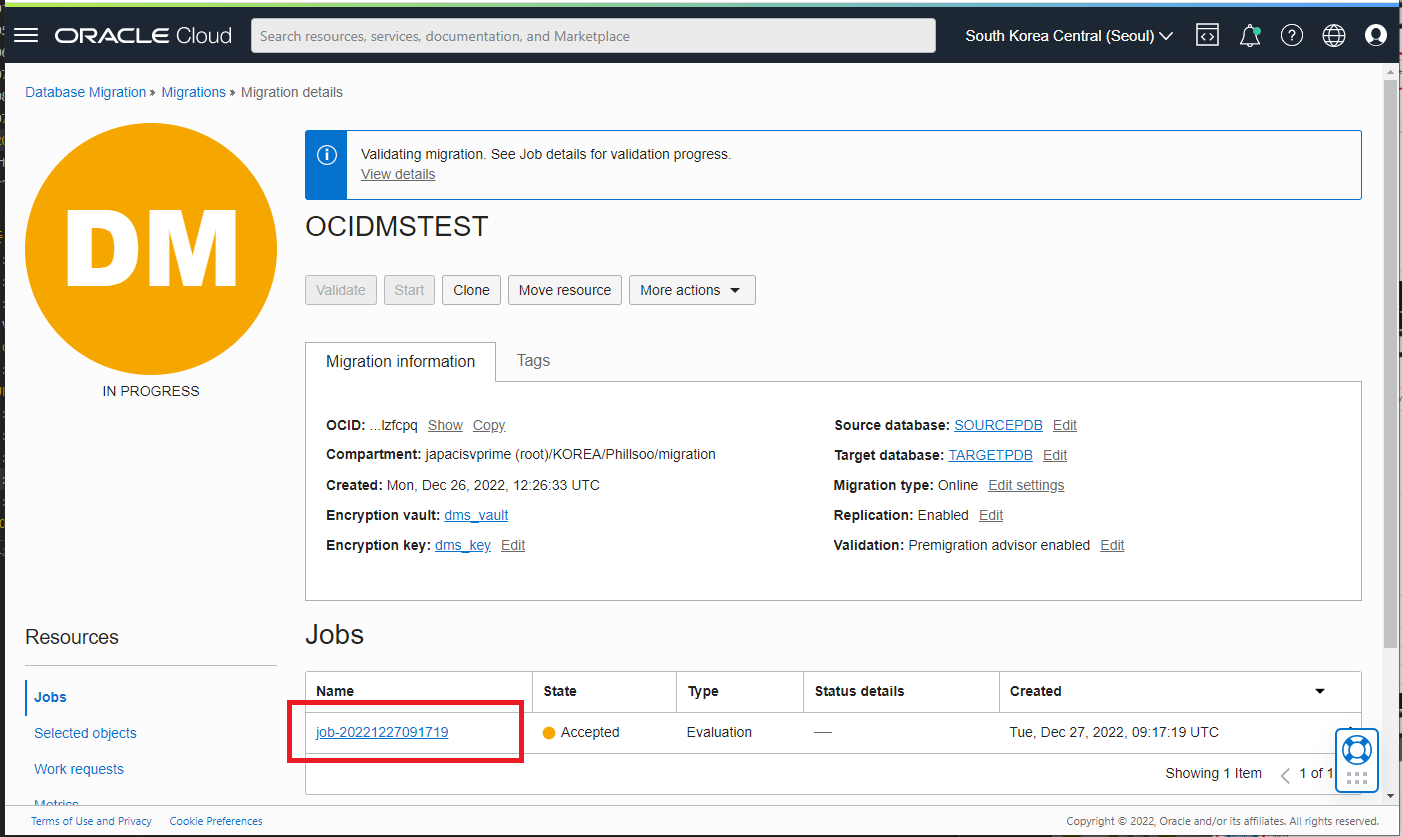 ORACLE Cloud
Search resources, services, documentation, and Marketplace
South Korea Central (Seoul)
Database Migration » Migrations » Migration details
DM
IN PROGRESS
Validating migration. See Job details for validation progress.
View details
OCIDMSTEST
Validate Start Clone Move resource More actions
Migration information Tags
OCID: ...lzfcpq Show Copy
Compartment: japacisvprime (root)/KOREA/Phillsoo/migration
Created: Mon, Dec 26, 2022, 12:26:33 UTC
Encryption vault: dms_vault
Encryption key: dms_key Edit
Source database: SOURCEPDB Edit
Target database: TARGETPDB Edit
Migration type: Online Edit settings
Replication: Enabled Edit
Validation: Premigration advisor enabled Edit
Resources
Jobs
Selected objects
Work requests
Metrics
Jobs
Name State Type Status details Created
job-20221227091719 Accepted Evaluation — Tue, Dec 27, 2022, 09:17:19 UTC
Showing 1 Item 1 of 1
Terms of Use and Privacy Cookie Preferences
Copyright © 2022, Oracle and/or its affiliates. All rights reserved.